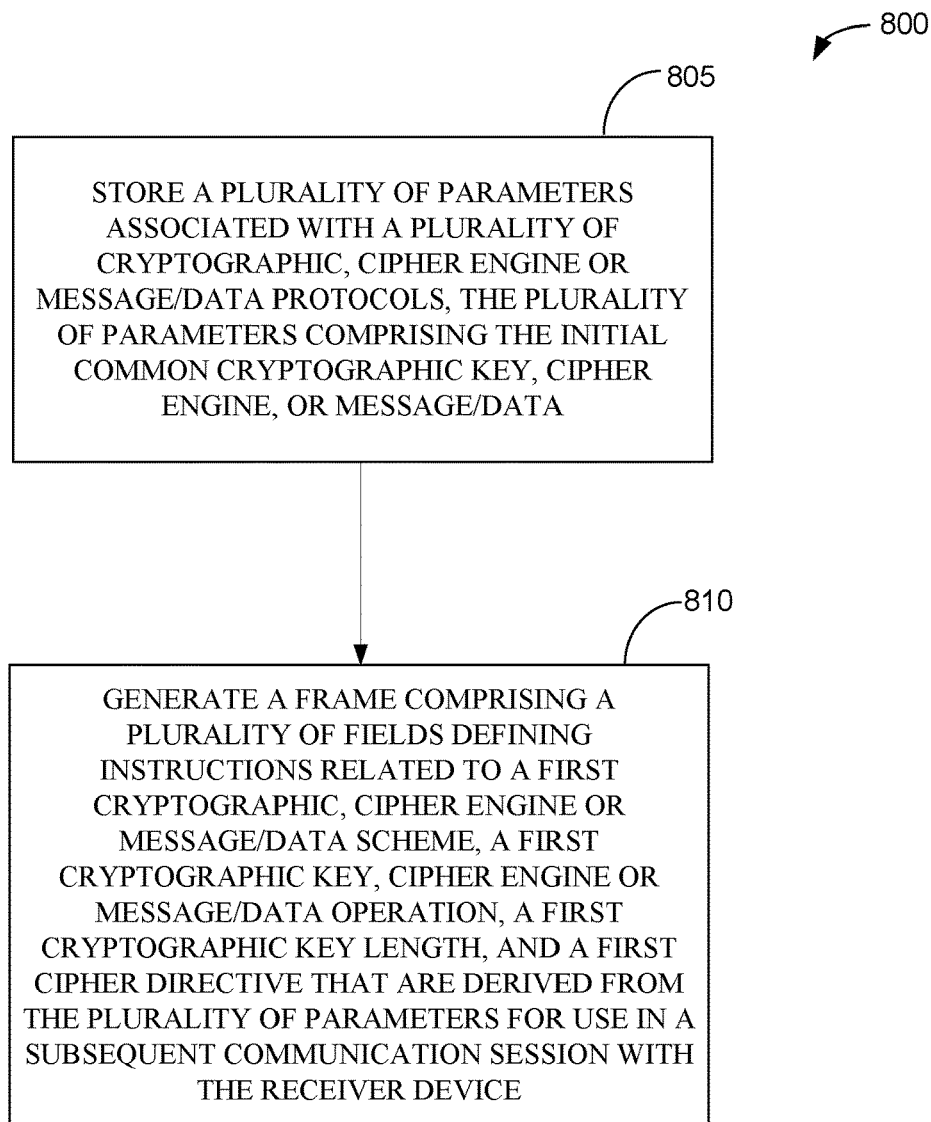 800
805
STORE A PLURALITY OF PARAMETERS
ASSOCIATED WITH A PLURALITY OF
CRYPTOGRAPHIC, CIPHER ENGINE OR
MESSAGE/DATA PROTOCOLS, THE PLURALITY
OF PARAMETERS COMPRISING THE INITIAL
COMMON CRYPTOGRAPHIC KEY, CIPHER
ENGINE, OR MESSAGE/DATA
810
GENERATE A FRAME COMPRISING A
PLURALITY OF FIELDS DEFINING
INSTRUCTIONS RELATED TO A FIRST
CRYPTOGRAPHIC, CIPHER ENGINE OR
MESSAGE/DATA SCHEME, A FIRST
CRYPTOGRAPHIC KEY, CIPHER ENGINE OR
MESSAGE/DATA OPERATION, A FIRST
CRYPTOGRAPHIC KEY LENGTH, AND A FIRST
CIPHER DIRECTIVE THAT ARE DERIVED FROM
THE PLURALITY OF PARAMETERS FOR USE IN A
SUBSEQUENT COMMUNICATION SESSION WITH
THE RECEIVER DEVICE